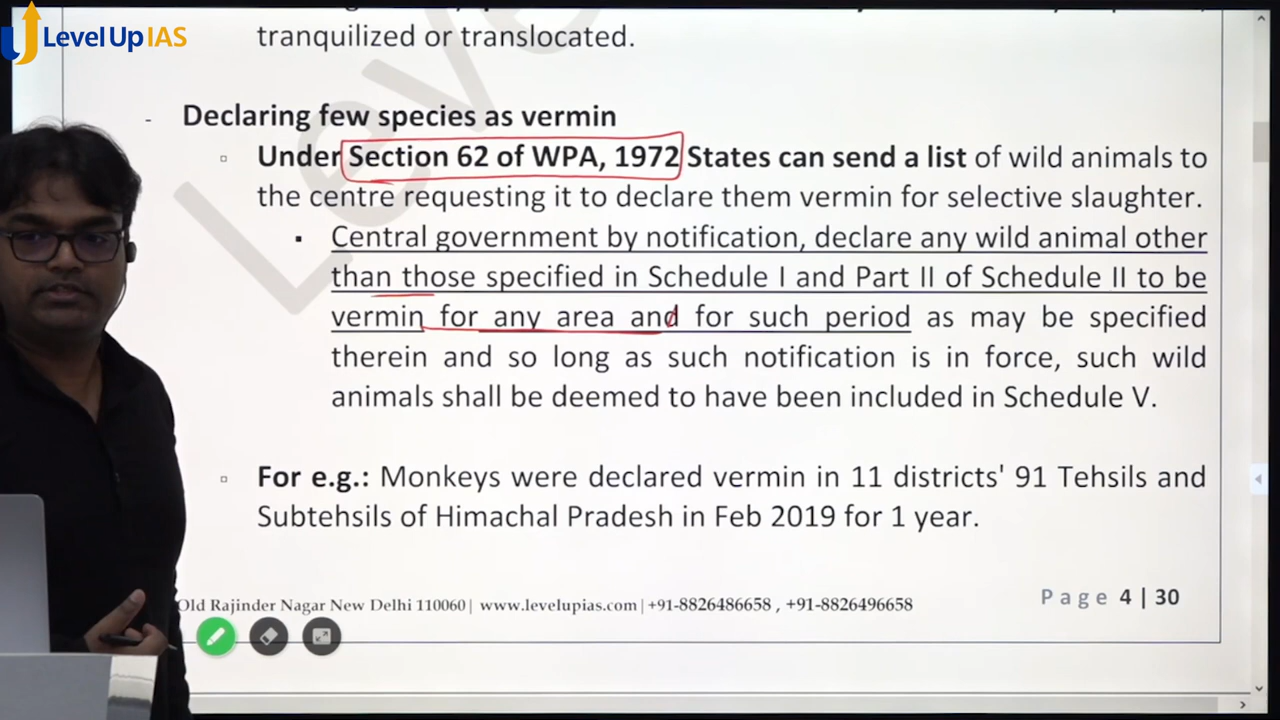 Level Up IAS
tranquilized or translocated.
- Declaring few species as vermin
Under Section 62 of WPA, 1972 States can send a list of wild animals to
the centre requesting it to declare them vermin for selective slaughter.
Central government by notification, declare any wild animal other
than those specified in Schedule I and Part II of Schedule II to be
vermin for any area and for such period as may be specified
therein and so long as such notification is in force, such wild
animals shall be deemed to have been included in Schedule V.
For e.g.: Monkeys were declared vermin in 11 districts' 91 Tehsils and
Subtehsils of Himachal Pradesh in Feb 2019 for 1 year.
Old Rajinder Nagar New Delhi 110060| www.levelupias.com | +91-8826486658 , +91-8826496658
Page 4 | 30